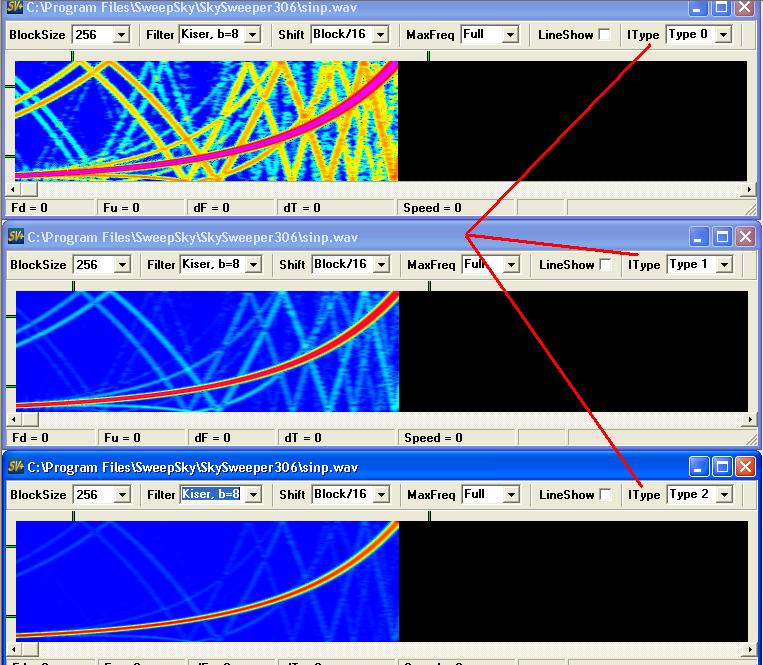 SV+ C:\Program Files\SweepSky\SkySweeper306\sinp.wav
BlockSize 256 Filter Kiser, b=8 Shift Block/16 MaxFreq Full LineShow IType Type 0
Fd = 0 Fu = 0 dF = 0 dT = 0 Speed = 0
SV+ C:\Program Files\SweepSky\SkySweeper306\sinp.wav
BlockSize 256 Filter Kiser, b=8 Shift Block/16 MaxFreq Full LineShow IType Type 1
Fd = 0 Fu = 0 dF = 0 dT = 0 Speed = 0
SV+ C:\Program Files\SweepSky\SkySweeper306\sinp.wav
BlockSize 256 Filter Kiser, b=8 Shift Block/16 MaxFreq Full LineShow IType Type 2